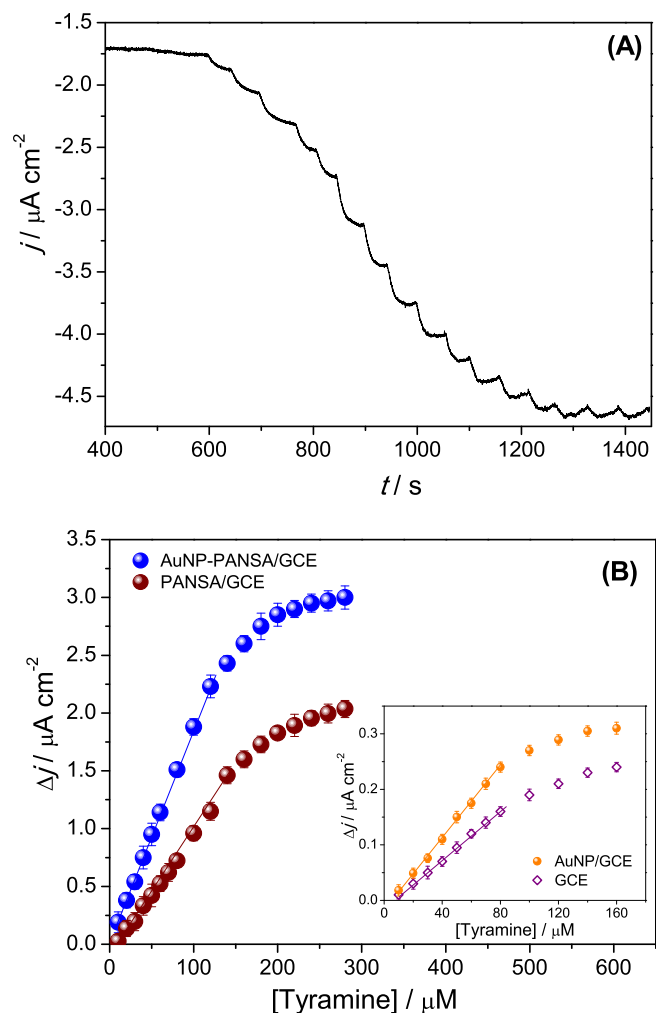 (A)
-1.5
-2.0
-2.5
-3.0
-3.5
-4.0
-4.5
j / μA cm-2
400 600 800 1000 1200 1400
t / s
(B)
AuNP-PANSA/GCE
PANSA/GCE
3.5
3.0
2.5
2.0
1.5
1.0
0.5
0.0
Δj / μA cm-2
0.3
0.2
0.1
0.0
Δj / μA cm-2
AuNP/GCE
GCE
0 40 80 120 160
[Tyramine] / μM
0 100 200 300 400 500 600
[Tyramine] / μM